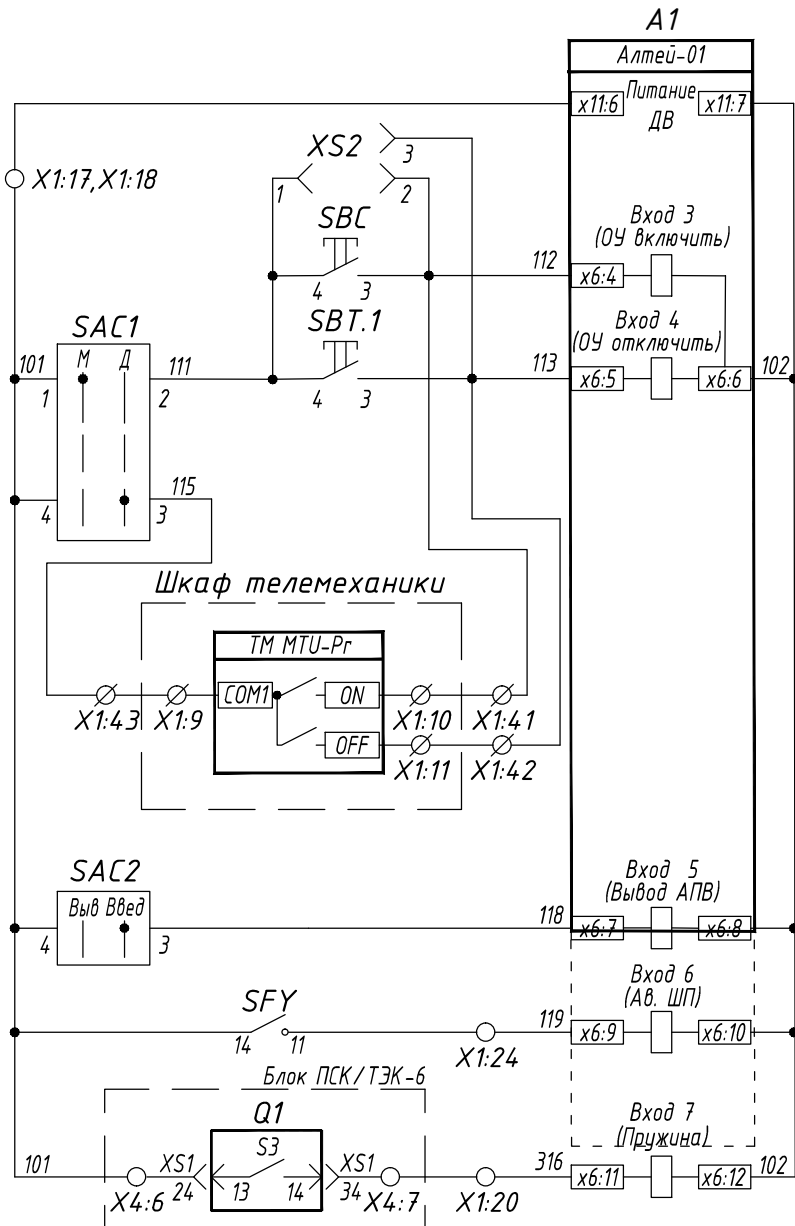 A1
Алтей-01
x11:6 Питание ДВ x11:7
XS2
3
1 2
X1:17,X1:18
SBC
4 3
112
Вход 3
(ОУ включить)
x6:4
SAC1
М Д
101
1
111
2
SBT.1
4 3
113
Вход 4
(ОУ отключить)
x6:5 x6:6
102
4
115
3
Шкаф телемеханики
ТМ MTU-Pr
COM1 ON
OFF
X1:43 X1:9 X1:10 X1:41
X1:11 X1:42
SAC2
Выв Введ
4 3
118
Вход 5
(Вывод АПВ)
x6:7 x6:8
SFY
14 11
X1:24
119
Вход 6
(Ав. ШП)
x6:9 x6:10
Блок ПСК/ТЭК-6
Q1
S3
13 14
101
X4:6
XS1
24
XS1
34
X4:7
X1:20
316
Вход 7
(Пружина)
x6:11 x6:12
102